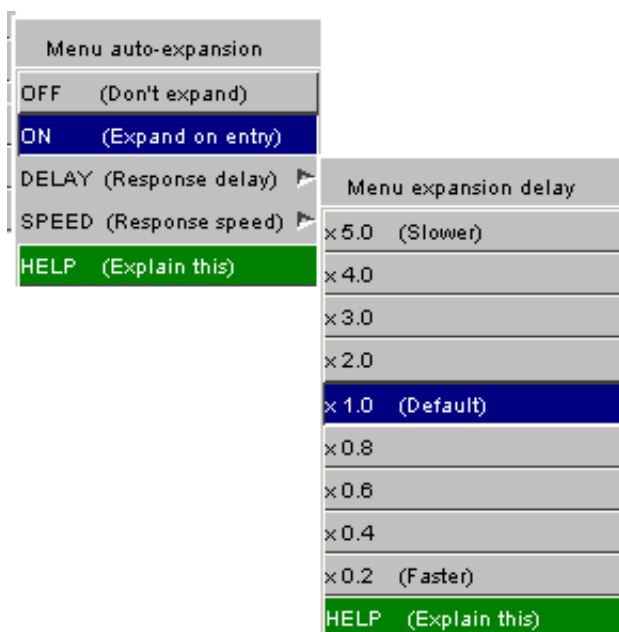 Menu auto-expansion
OFF (Don't expand)
ON (Expand on entry)
DELAY (Response delay)
SPEED (Response speed)
HELP (Explain this)
Menu expansion delay
x 5.0 (Slower)
x 4.0
x 3.0
x 2.0
x 1.0 (Default)
x 0.8
x 0.6
x 0.4
x 0.2 (Faster)
HELP (Explain this)